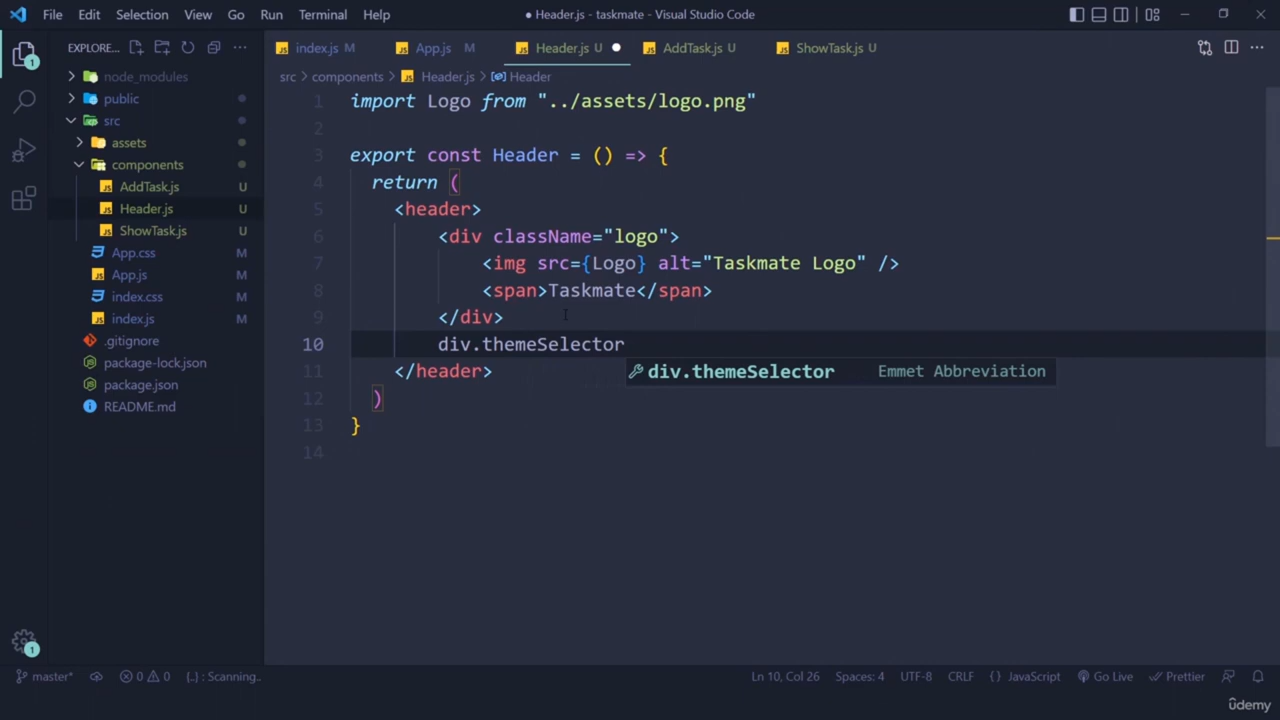 File Edit Selection View Go Run Terminal Help
● Header.js - taskmate - Visual Studio Code
EXPLORE...
1
node_modules
public
src
assets
components
AddTask.js U
Header.js U
ShowTask.js U
App.css M
App.js M
index.css M
index.js M
.gitignore
package-lock.json
package.json
README.md
1
index.js M
App.js M
Header.js U ●
AddTask.js U
ShowTask.js U
src > components > Header.js > Header
1 import Logo from "../assets/logo.png"
2
3 export const Header = () => {
4 return (
5 <header>
6 <div className="logo">
7 <img src={Logo} alt="Taskmate Logo" />
8 <span>Taskmate</span>
9 </div>
10 div.themeSelector
div.themeSelector Emmet Abbreviation
11 </header>
12 )
13 }
14
master* 0 0 {..} : Scanning.. Ln 10, Col 26 Spaces: 4 UTF-8 CRLF {} JavaScript Go Live Prettier
ûdemy